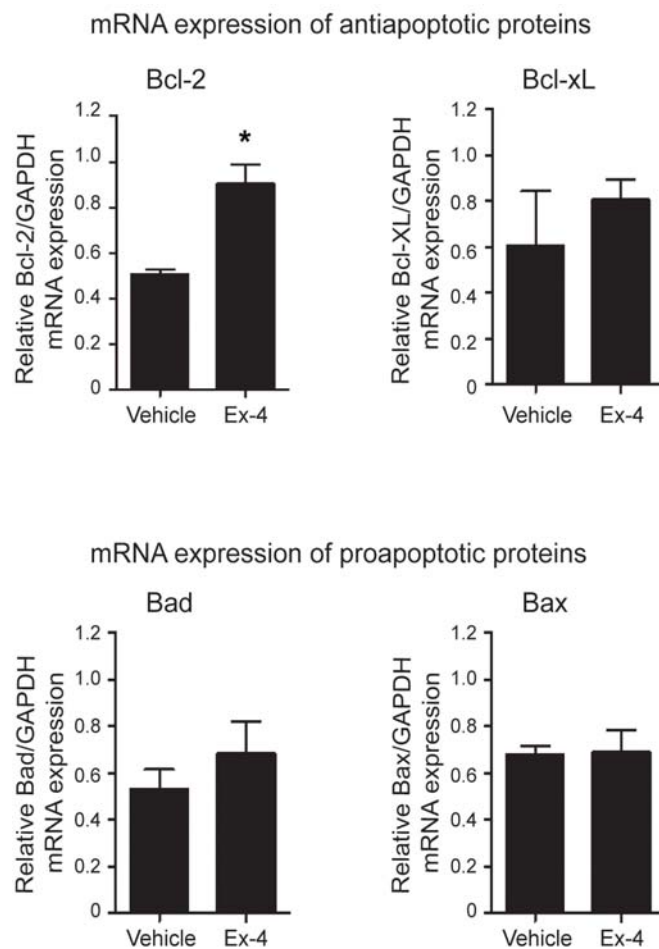 mRNA expression of antiapoptotic proteins
Bcl-2
Relative Bcl-2/GAPDH
mRNA expression
1.2
1.0
0.8
0.6
0.4
0.2
0
*
Vehicle Ex-4
Bcl-xL
Relative Bcl-XL/GAPDH
mRNA expression
1.2
1.0
0.8
0.6
0.4
0.2
0
Vehicle Ex-4
mRNA expression of proapoptotic proteins
Bad
Relative Bad/GAPDH
mRNA expression
1.2
1.0
0.8
0.6
0.4
0.2
0
Vehicle Ex-4
Bax
Relative Bax/GAPDH
mRNA expression
1.2
1.0
0.8
0.6
0.4
0.2
0
Vehicle Ex-4